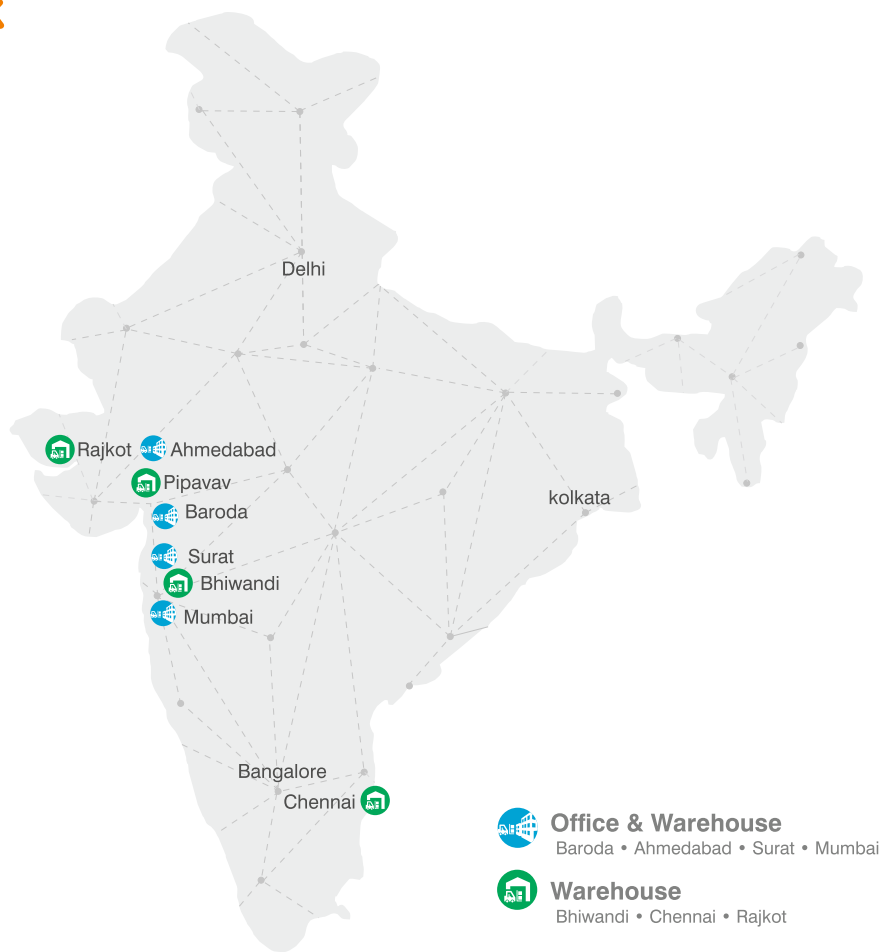 Delhi
Rajkot
Ahmedabad
Pipavav
Baroda
kolkata
Surat
Bhiwandi
Mumbai
Bangalore
Chennai
Office & Warehouse
Baroda • Ahmedabad • Surat • Mumbai
Warehouse
Bhiwandi • Chennai • Rajkot